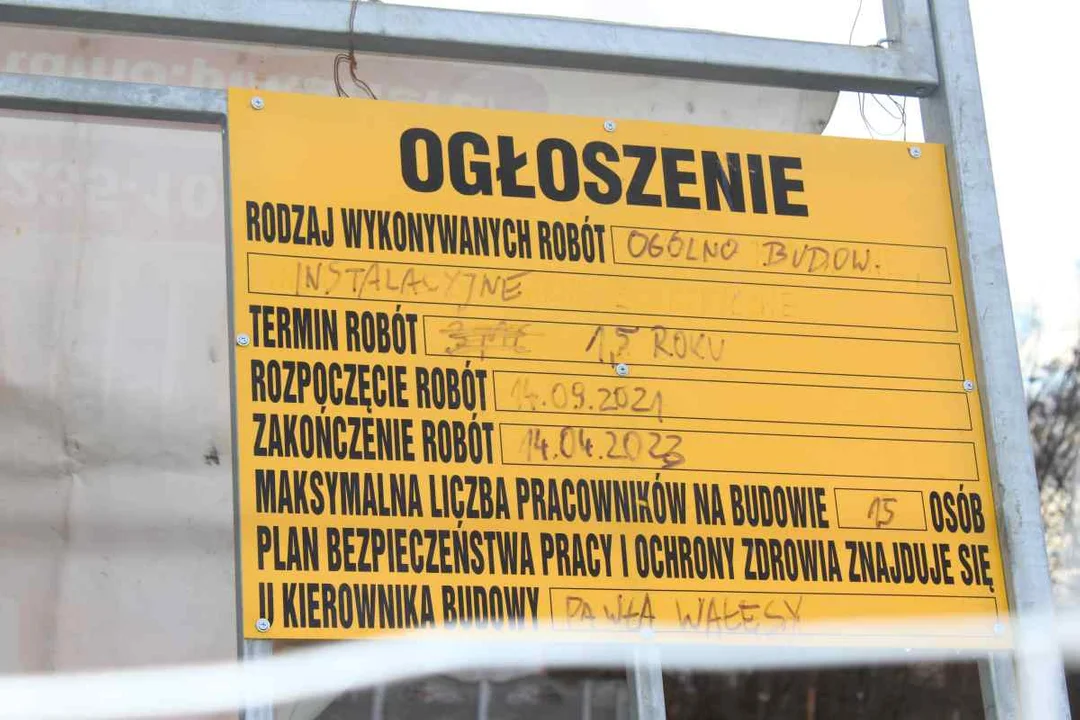 OGŁOSZENIE
RODZAJ WYKONYWANYCH ROBÓT OGÓLNO BUDOW.
INSTALACYJNE
TERMIN ROBÓT 1,5 ROKU
ROZPOCZĘCIE ROBÓT 14.09.2021
ZAKOŃCZENIE ROBÓT 14.04.2023
MAKSYMALNA LICZBA PRACOWNIKÓW NA BUDOWIE 15 OSÓB
PLAN BEZPIECZEŃSTWA PRACY I OCHRONY ZDROWIA ZNAJDUJE SIĘ
U KIEROWNIKA BUDOWY PAWŁA WAŁĘSY